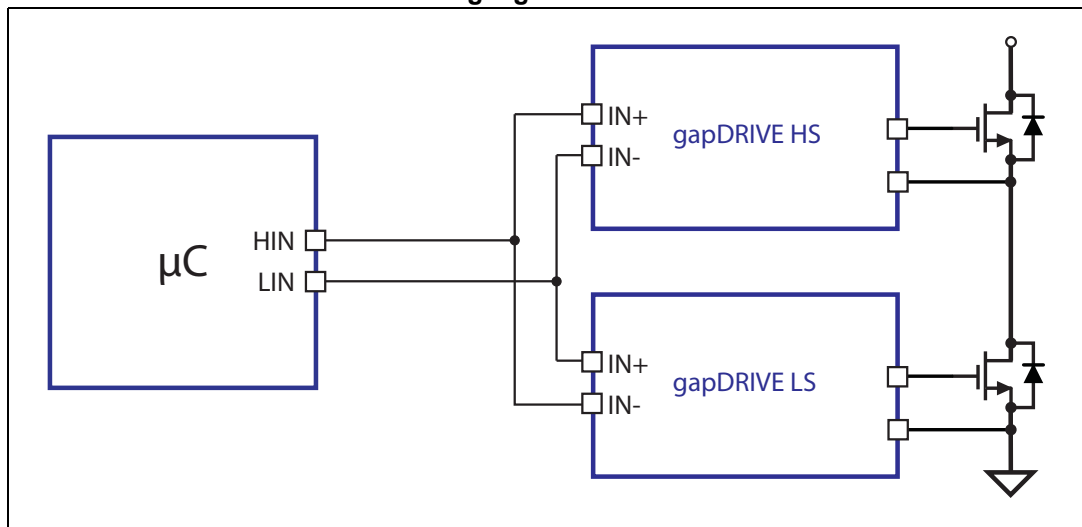 IN+
gapDRIVE HS
IN-
HIN
µC
LIN
IN+
gapDRIVE LS
IN-